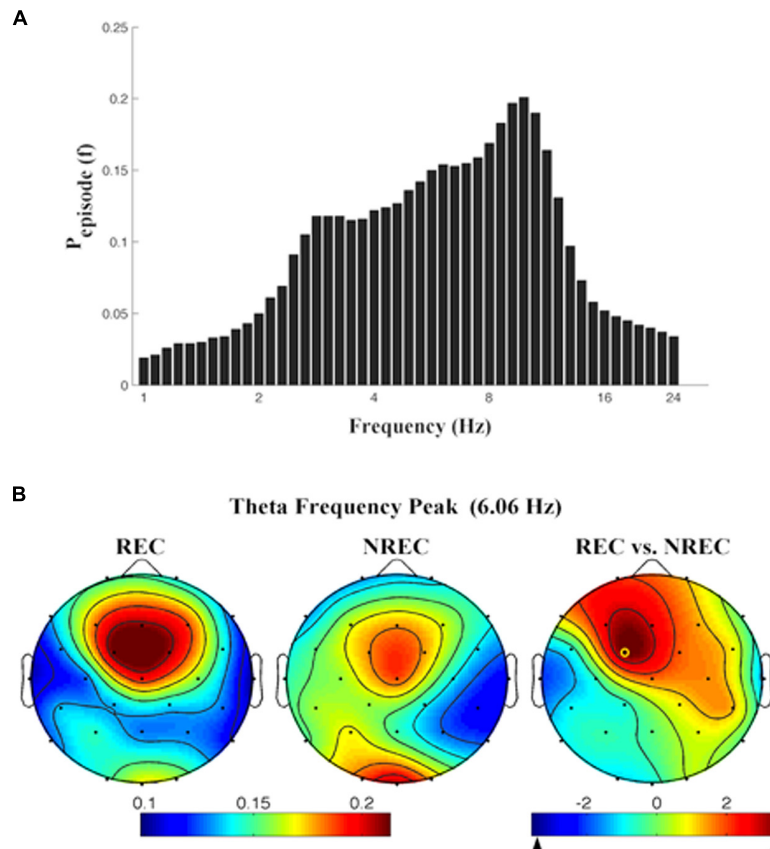 A
0.25
0.2
0.15
0.1
0.05
0
P episode (f)
1 2 4 8 16 24
Frequency (Hz)
B
Theta Frequency Peak (6.06 Hz)
REC NREC REC vs. NREC
0.1 0.15 0.2
-2 0 2